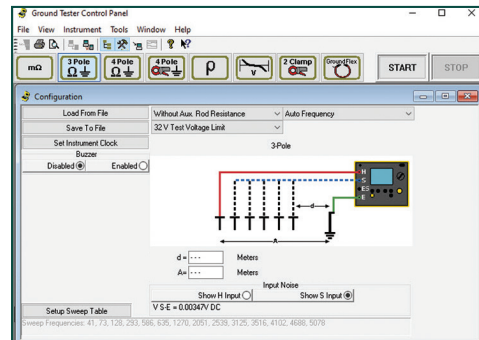 Ground Tester Control Panel
File View Instrument Tools Window Help
mΩ
3 Pole
Ω
4 Pole
Ω
4 Pole
ρ
V
2 Clamp
Ω
GroundFlex
START
STOP
Configuration
Load From File
Without Aux. Rod Resistance
Auto Frequency
Save To File
32 V Test Voltage Limit
Set Instrument Clock
3-Pole
Buzzer
Disabled Enabled
H
S
ES
E
d
A
d = --- Meters
A= --- Meters
Input Noise
Show H Input Show S Input
V S-E = 0.00347V DC
Setup Sweep Table
Sweep Frequencies: 41, 73, 128, 293, 586, 635, 1270, 2051, 2539, 3125, 3516, 4102, 4688, 5078